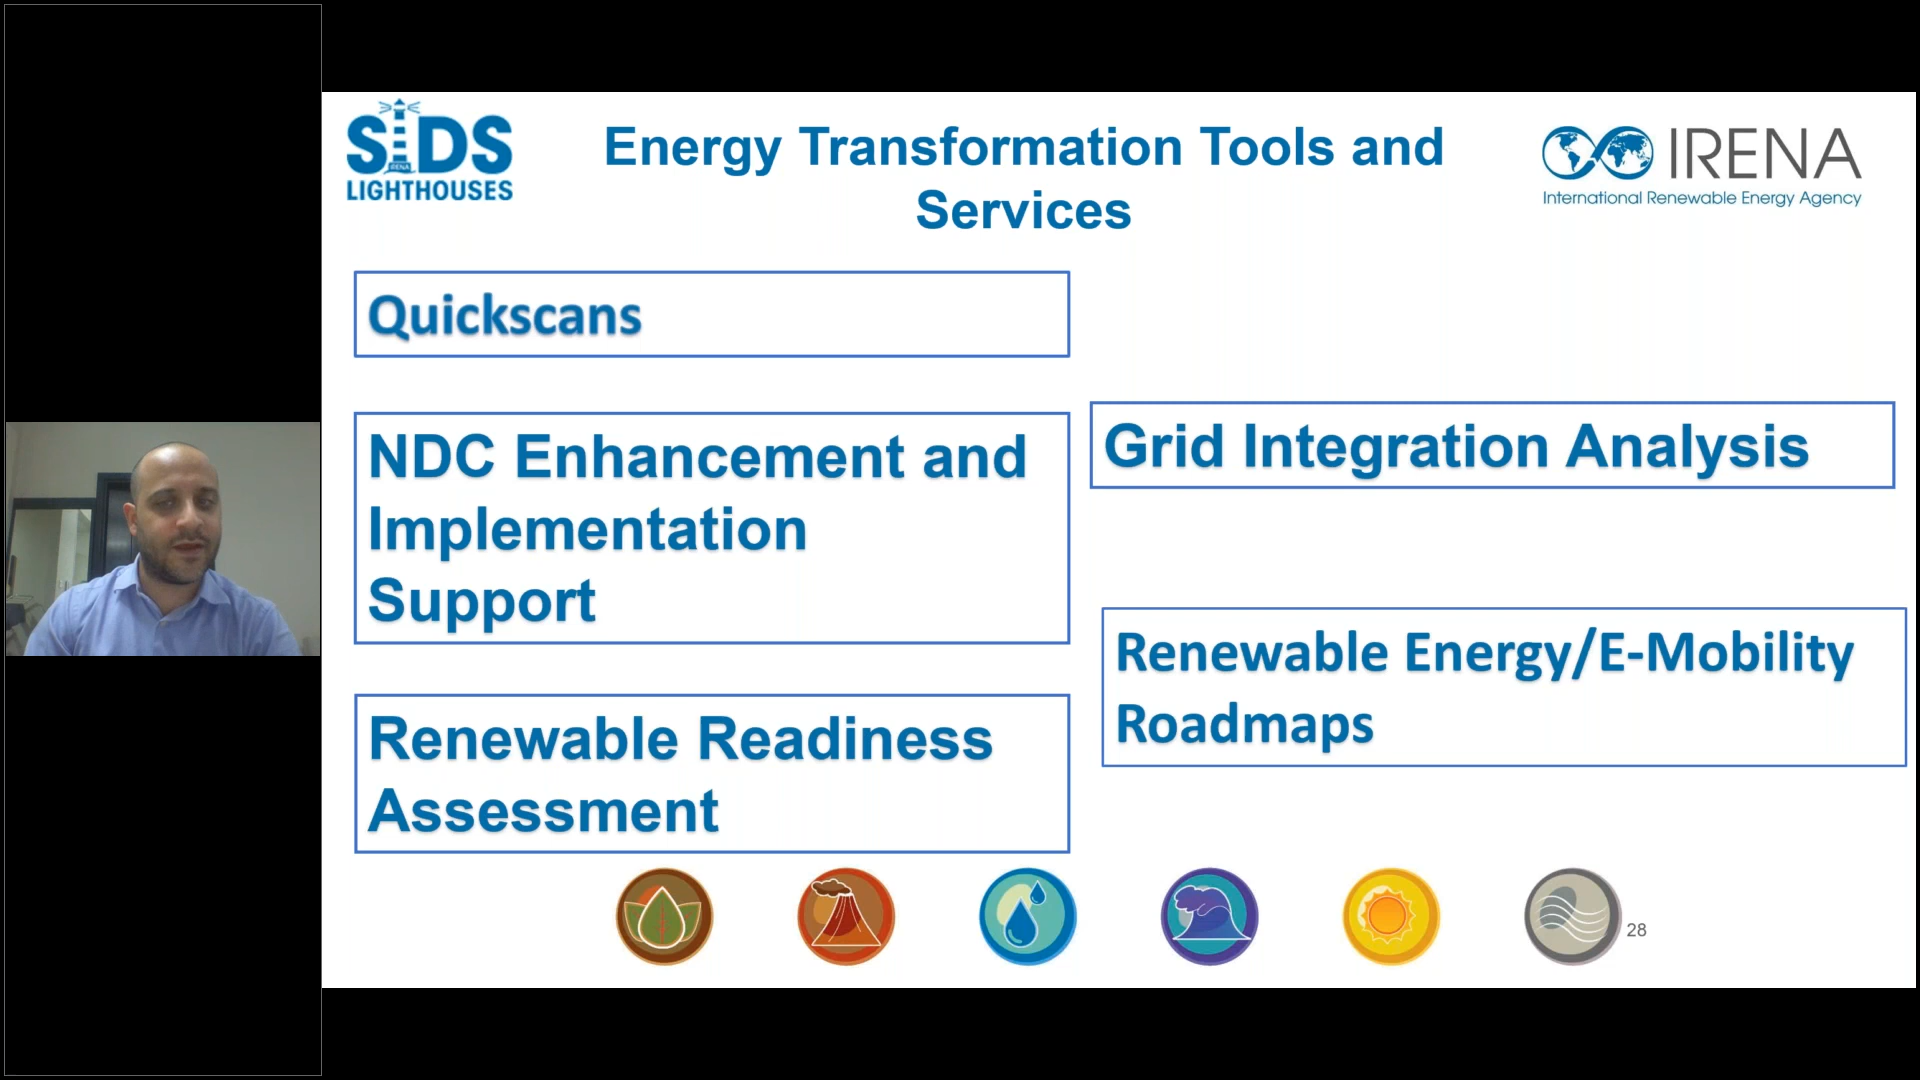 SIDS
IRENA
LIGHTHOUSES
Energy Transformation Tools and
Services
IRENA
International Renewable Energy Agency
Quickscans
NDC Enhancement and
Implementation
Support
Renewable Readiness
Assessment
Grid Integration Analysis
Renewable Energy/E-Mobility
Roadmaps
28